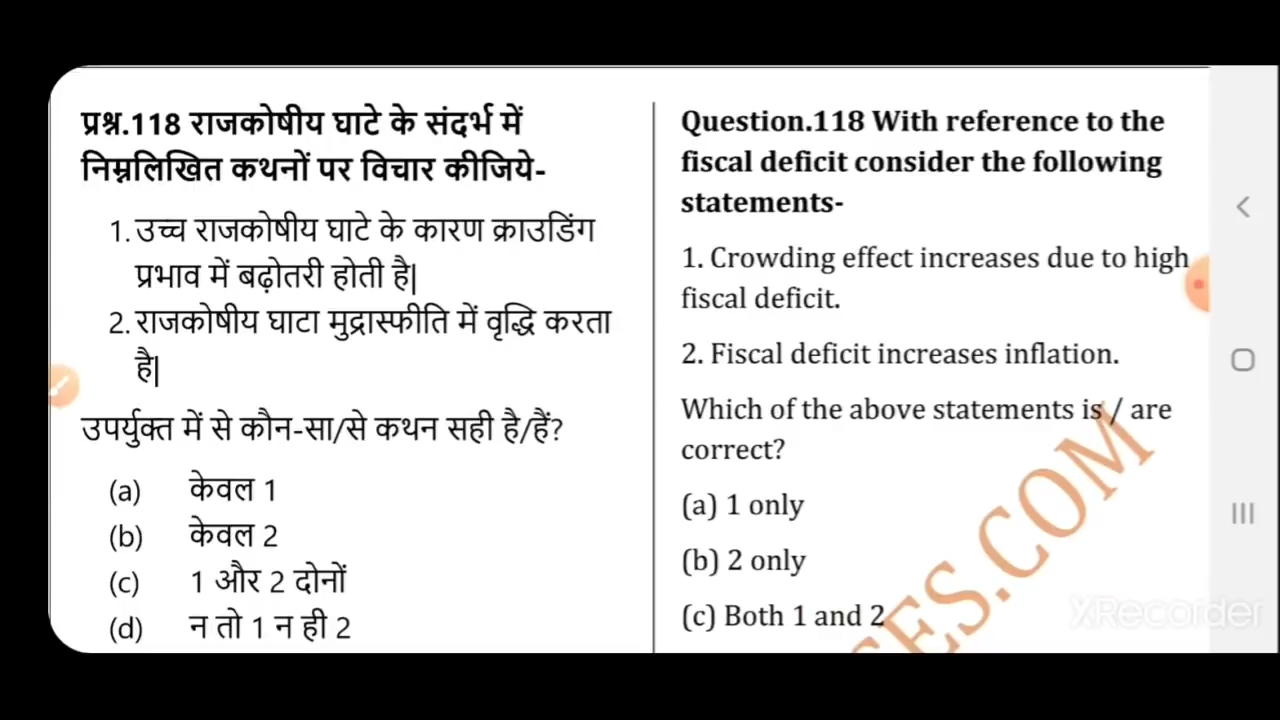 प्रश्न.118 राजकोषीय घाटे के संदर्भ में
निम्नलिखित कथनों पर विचार कीजिये-
1. उच्च राजकोषीय घाटे के कारण क्राउडिंग
प्रभाव में बढ़ोतरी होती है|
2. राजकोषीय घाटा मुद्रास्फीति में वृद्धि करता
है|
उपर्युक्त में से कौन-सा/से कथन सही है/हैं?
(a) केवल 1
(b) केवल 2
(c) 1 और 2 दोनों
(d) न तो 1 न ही 2
Question.118 With reference to the
fiscal deficit consider the following
statements-
1. Crowding effect increases due to high
fiscal deficit.
2. Fiscal deficit increases inflation.
Which of the above statements is / are
correct?
(a) 1 only
(b) 2 only
(c) Both 1 and 2
ES.COM
XRecorder